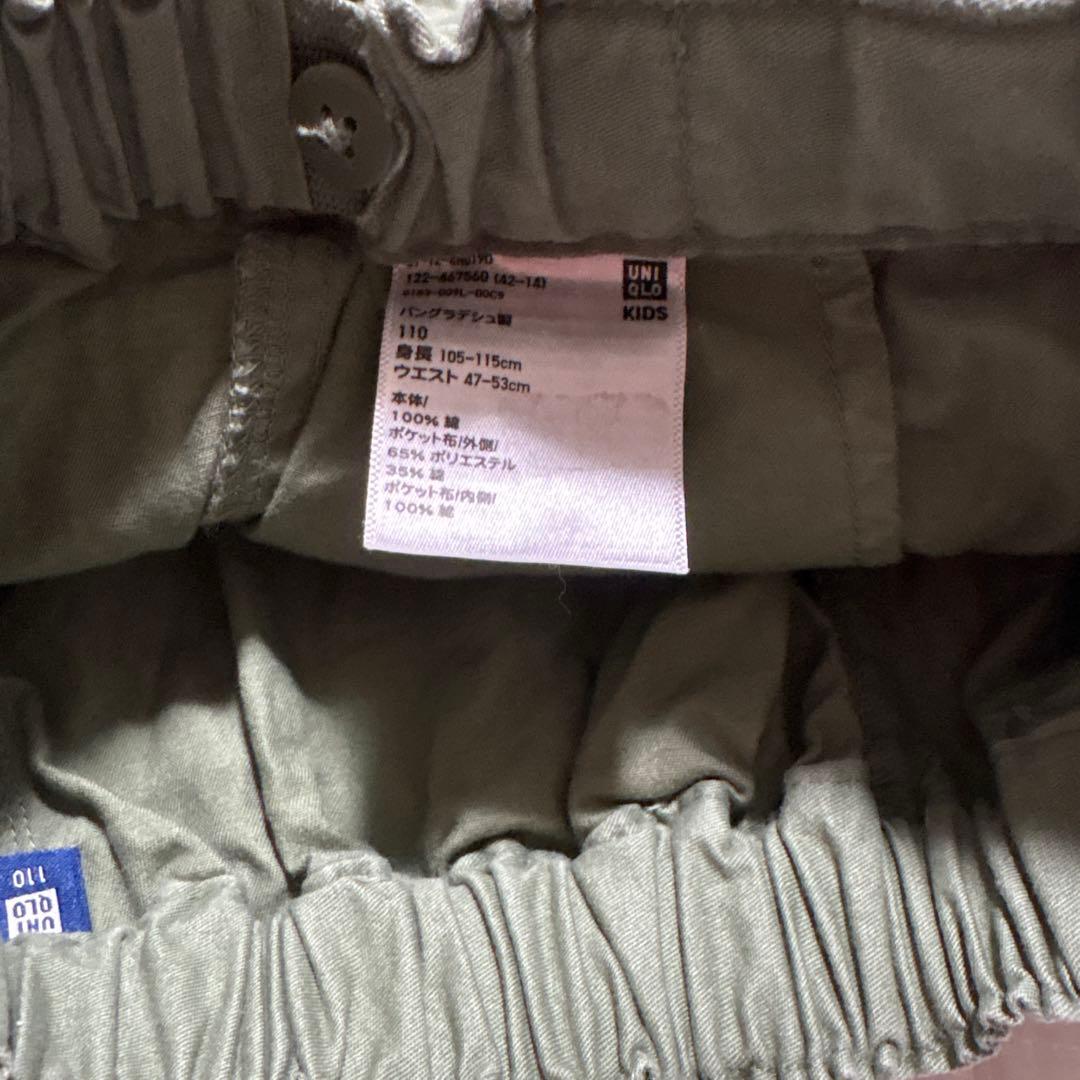 122-467560 (42-14)
UNI
QLO
KIDS
バングラデシュ製
110
身長 105-115cm
ウエスト 47-53cm
本体/
100% 綿
ポケット布/外側/
65% ポリエステル
35% 綿
ポケット布/内側/
100% 綿
110
UNI
QLO